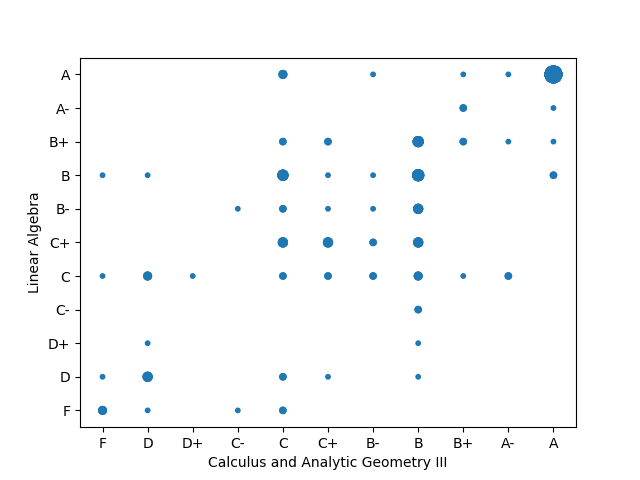 A
A-
B+
B
B-
C+
C
C-
D+
D
F
Linear Algebra
F D D+ C- C C+ B- B B+ A- A
Calculus and Analytic Geometry III